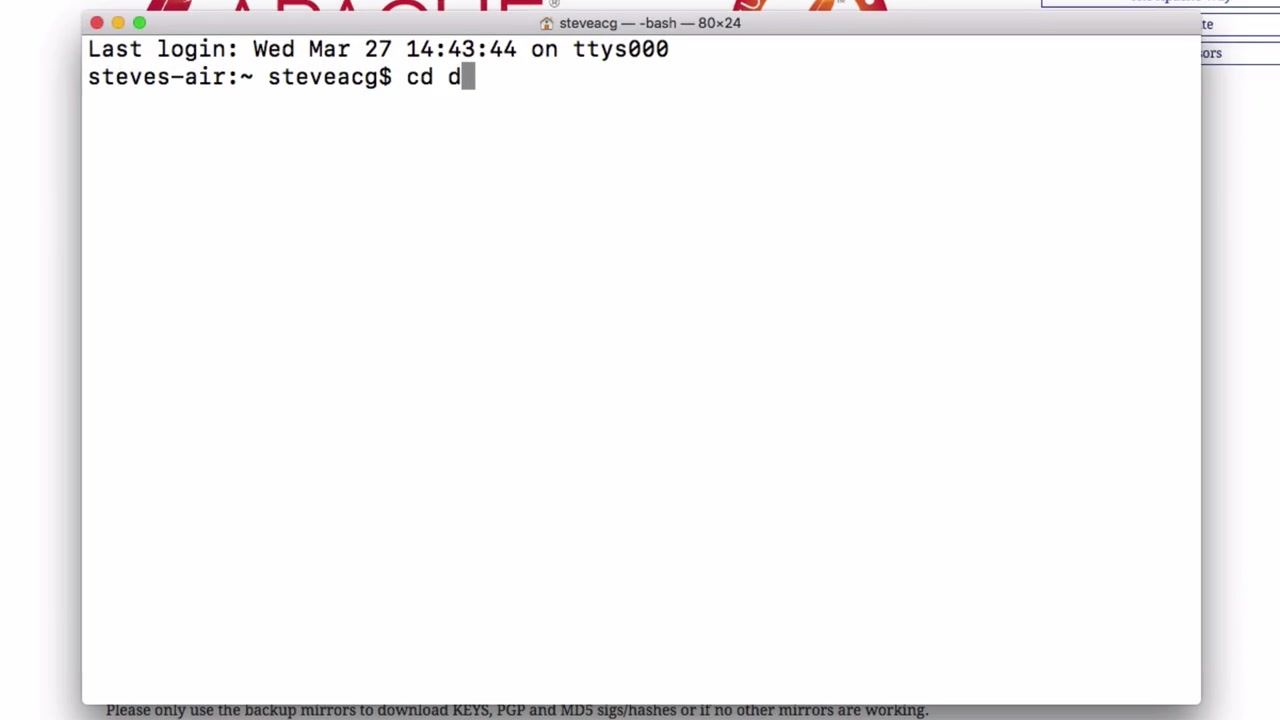 APACHE®
™
steveacg — -bash — 80×24
te
sors
Last login: Wed Mar 27 14:43:44 on ttys000
steves-air:~ steveacg$ cd d
Please only use the backup mirrors to download KEYS, PGP and MD5 sigs/hashes or if no other mirrors are working.